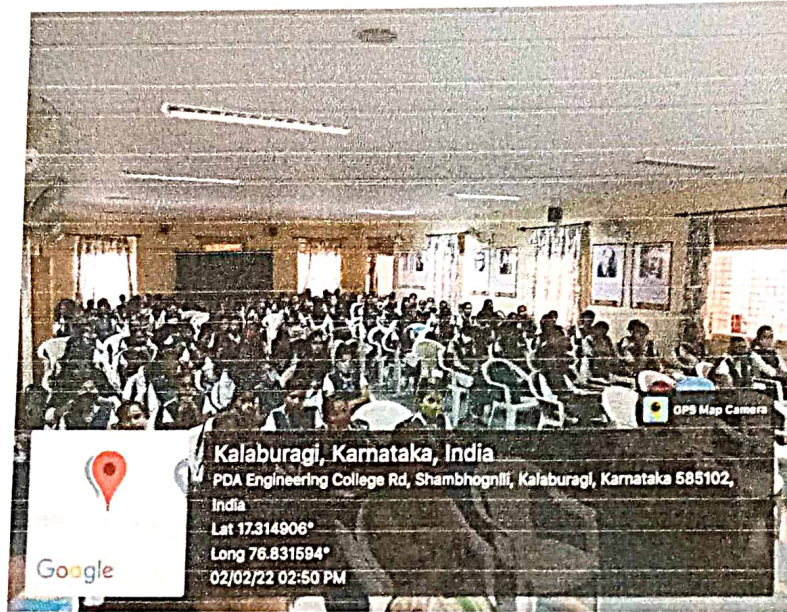 GPS Map Camera
Kalaburagi, Karnataka, India
PDA Engineering College Rd, Shambhognlli, Kalaburagi, Karnataka 585102,
India
Lat 17.314906°
Long 76.831594°
02/02/22 02:50 PM
Google